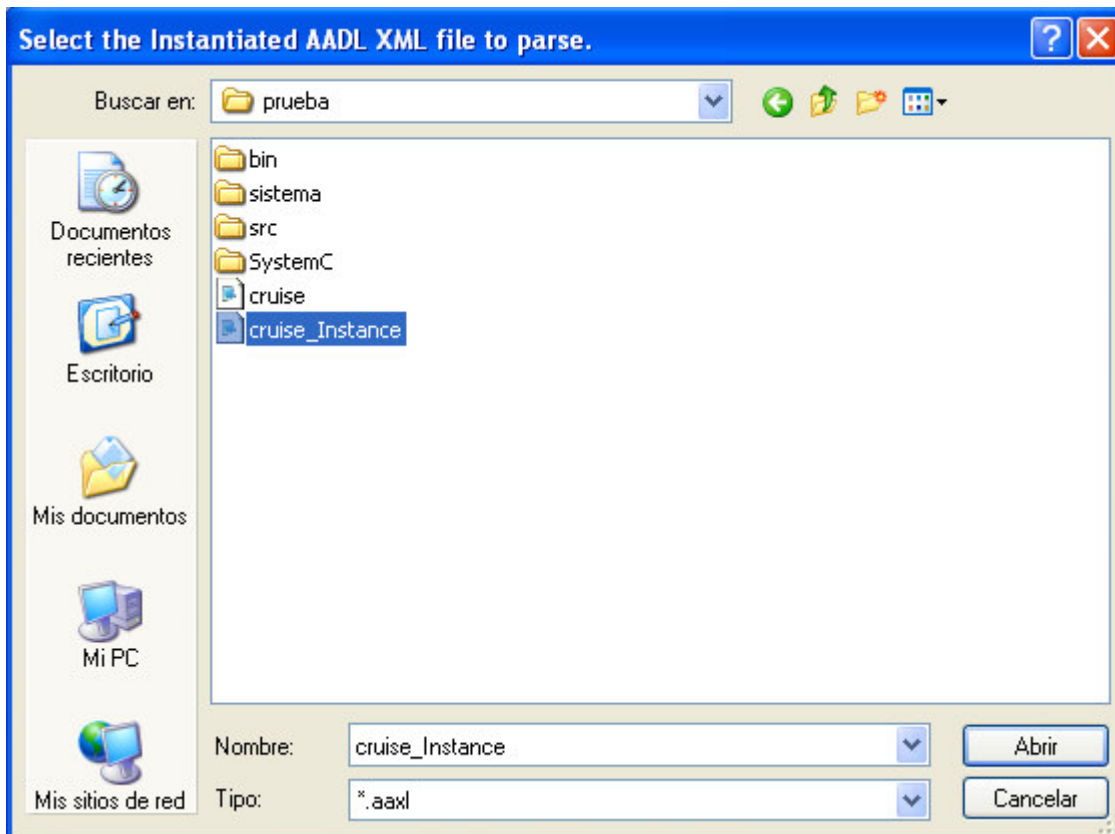 Select the Instantiated AADL XML file to parse.
Buscar en:
prueba
Documentos
recientes
Escritorio
Mis documentos
Mi PC
Mis sitios de red
bin
sistema
src
SystemC
cruise
cruise_Instance
Nombre:
cruise_Instance
Abrir
Tipo:
*.aaxl
Cancelar